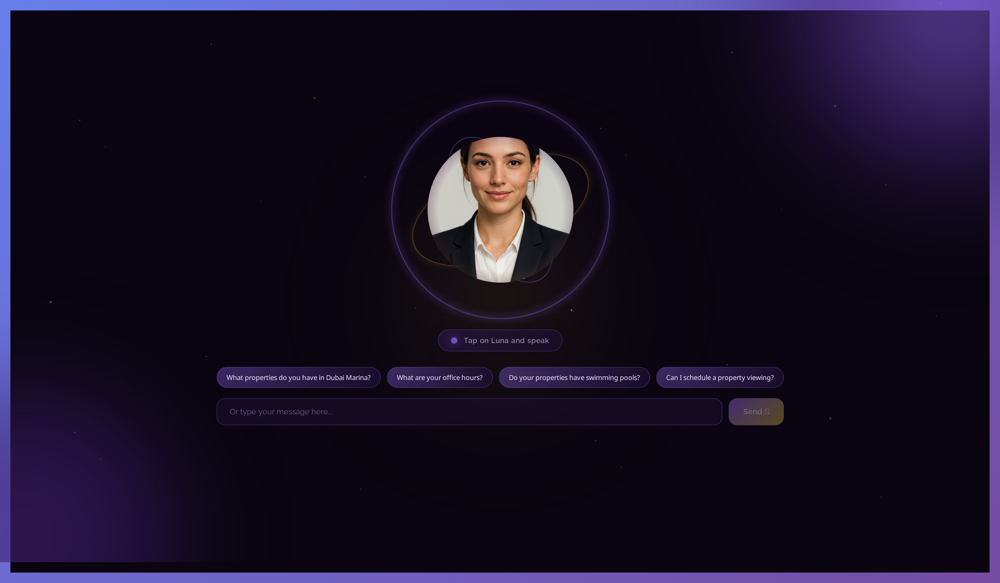 Tap on Luna and speak
What properties do you have in Dubai Marina?
What are your office hours?
Do your properties have swimming pools?
Can I schedule a property viewing?
Or type your message here...
Send